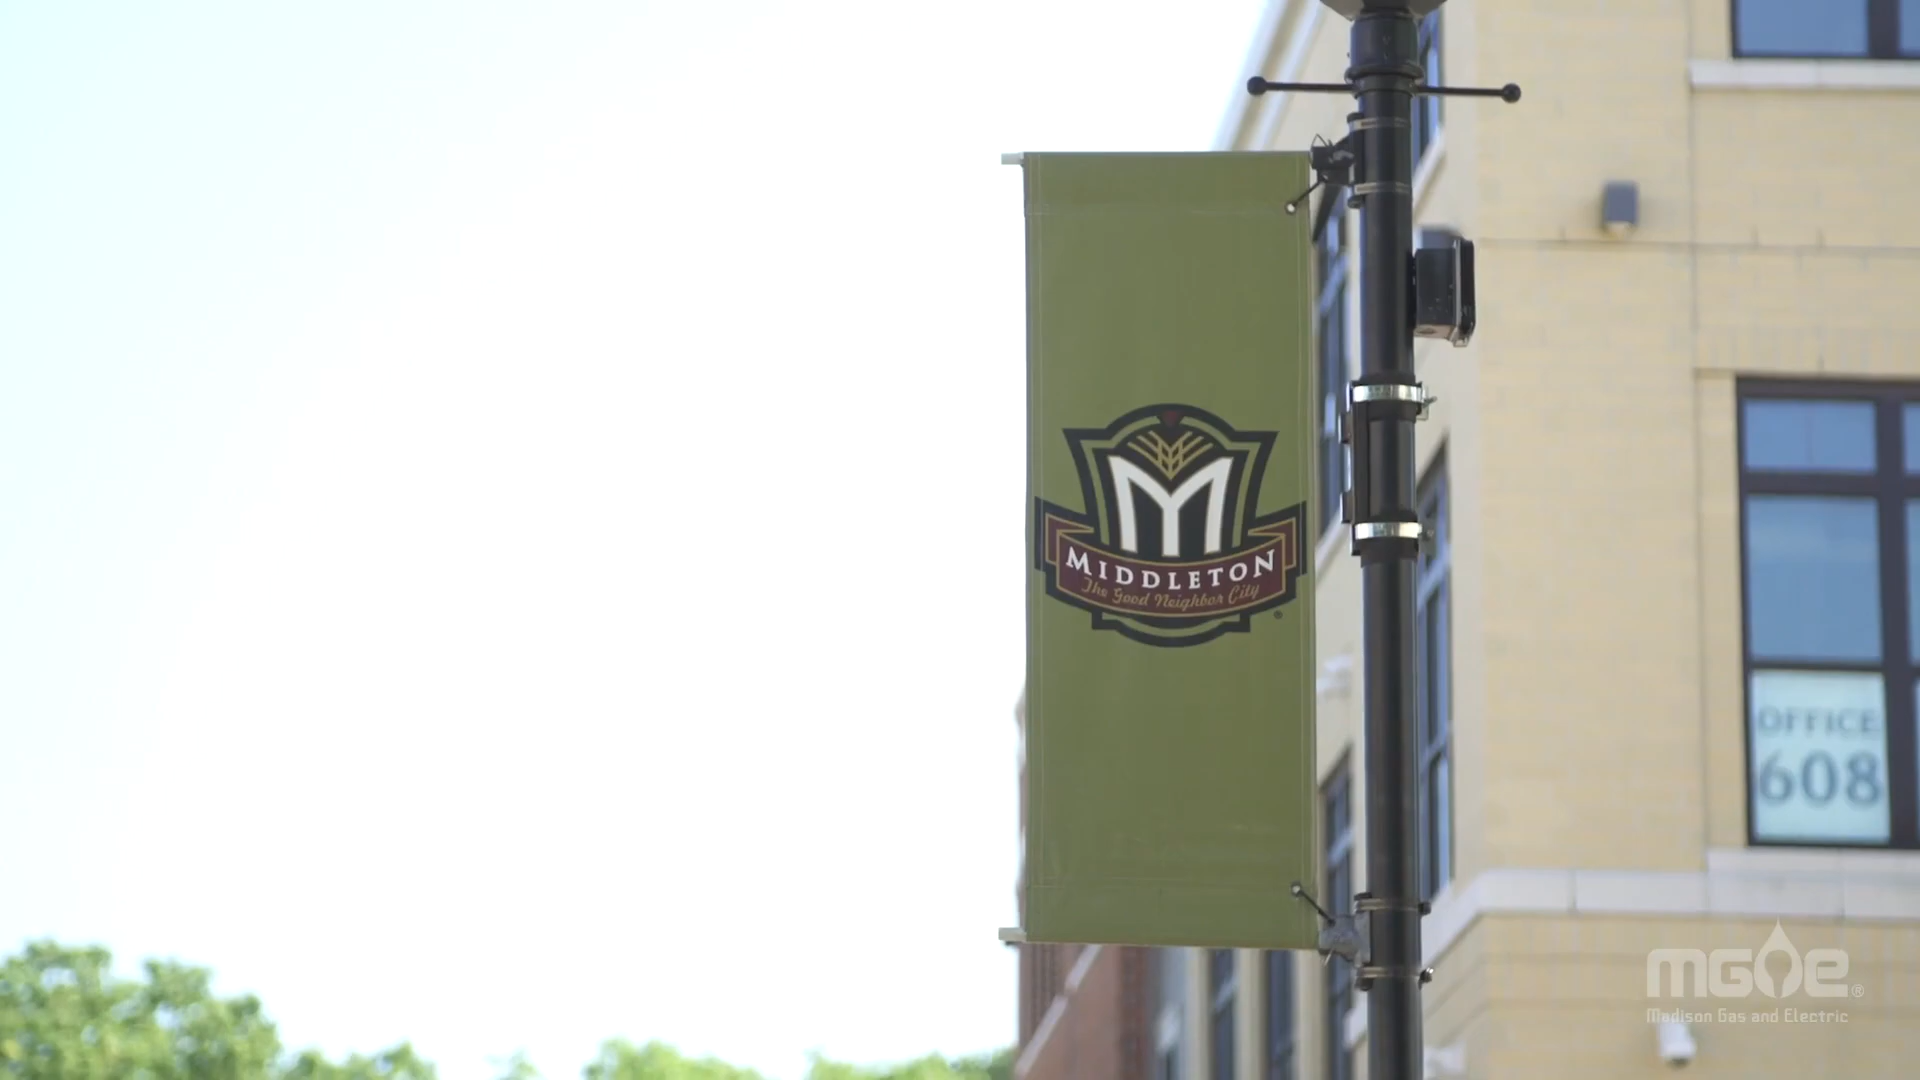 M
MIDDLETON
The Good Neighbor City
®
OFFICE
608
mge®
Madison Gas and Electric